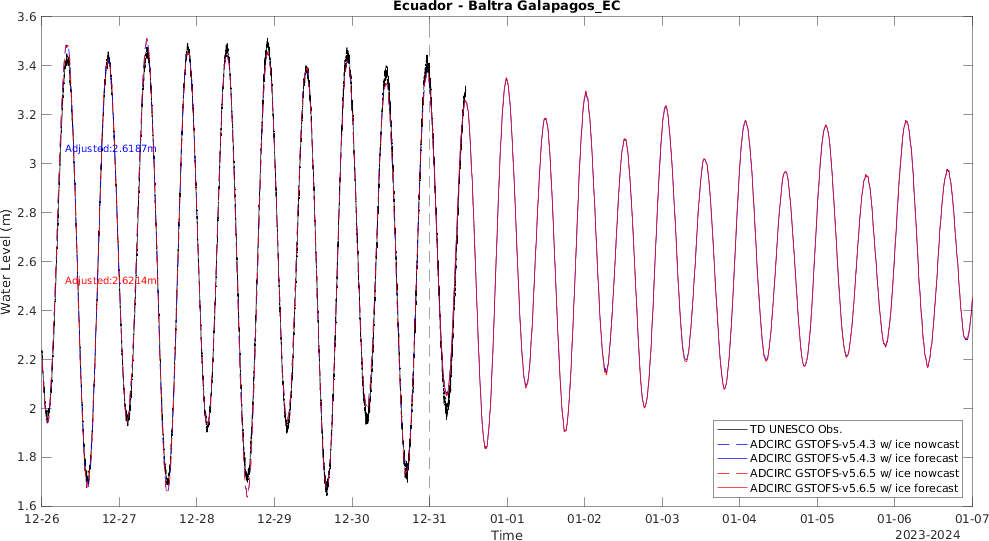 Ecuador - Baltra Galapagos_EC
3.6
3.4
3.2
3
2.8
2.6
2.4
2.2
2
1.8
1.6
Water Level (m)
Adjusted:2.6187m
Adjusted:2.6214m
TD UNESCO Obs.
ADCIRC GSTOFS-v5.4.3 w/ ice nowcast
ADCIRC GSTOFS-v5.4.3 w/ ice forecast
ADCIRC GSTOFS-v5.6.5 w/ ice nowcast
ADCIRC GSTOFS-v5.6.5 w/ ice forecast
12-26 12-27 12-28 12-29 12-30 12-31 01-01 01-02 01-03 01-04 01-05 01-06 01-07
Time
2023-2024